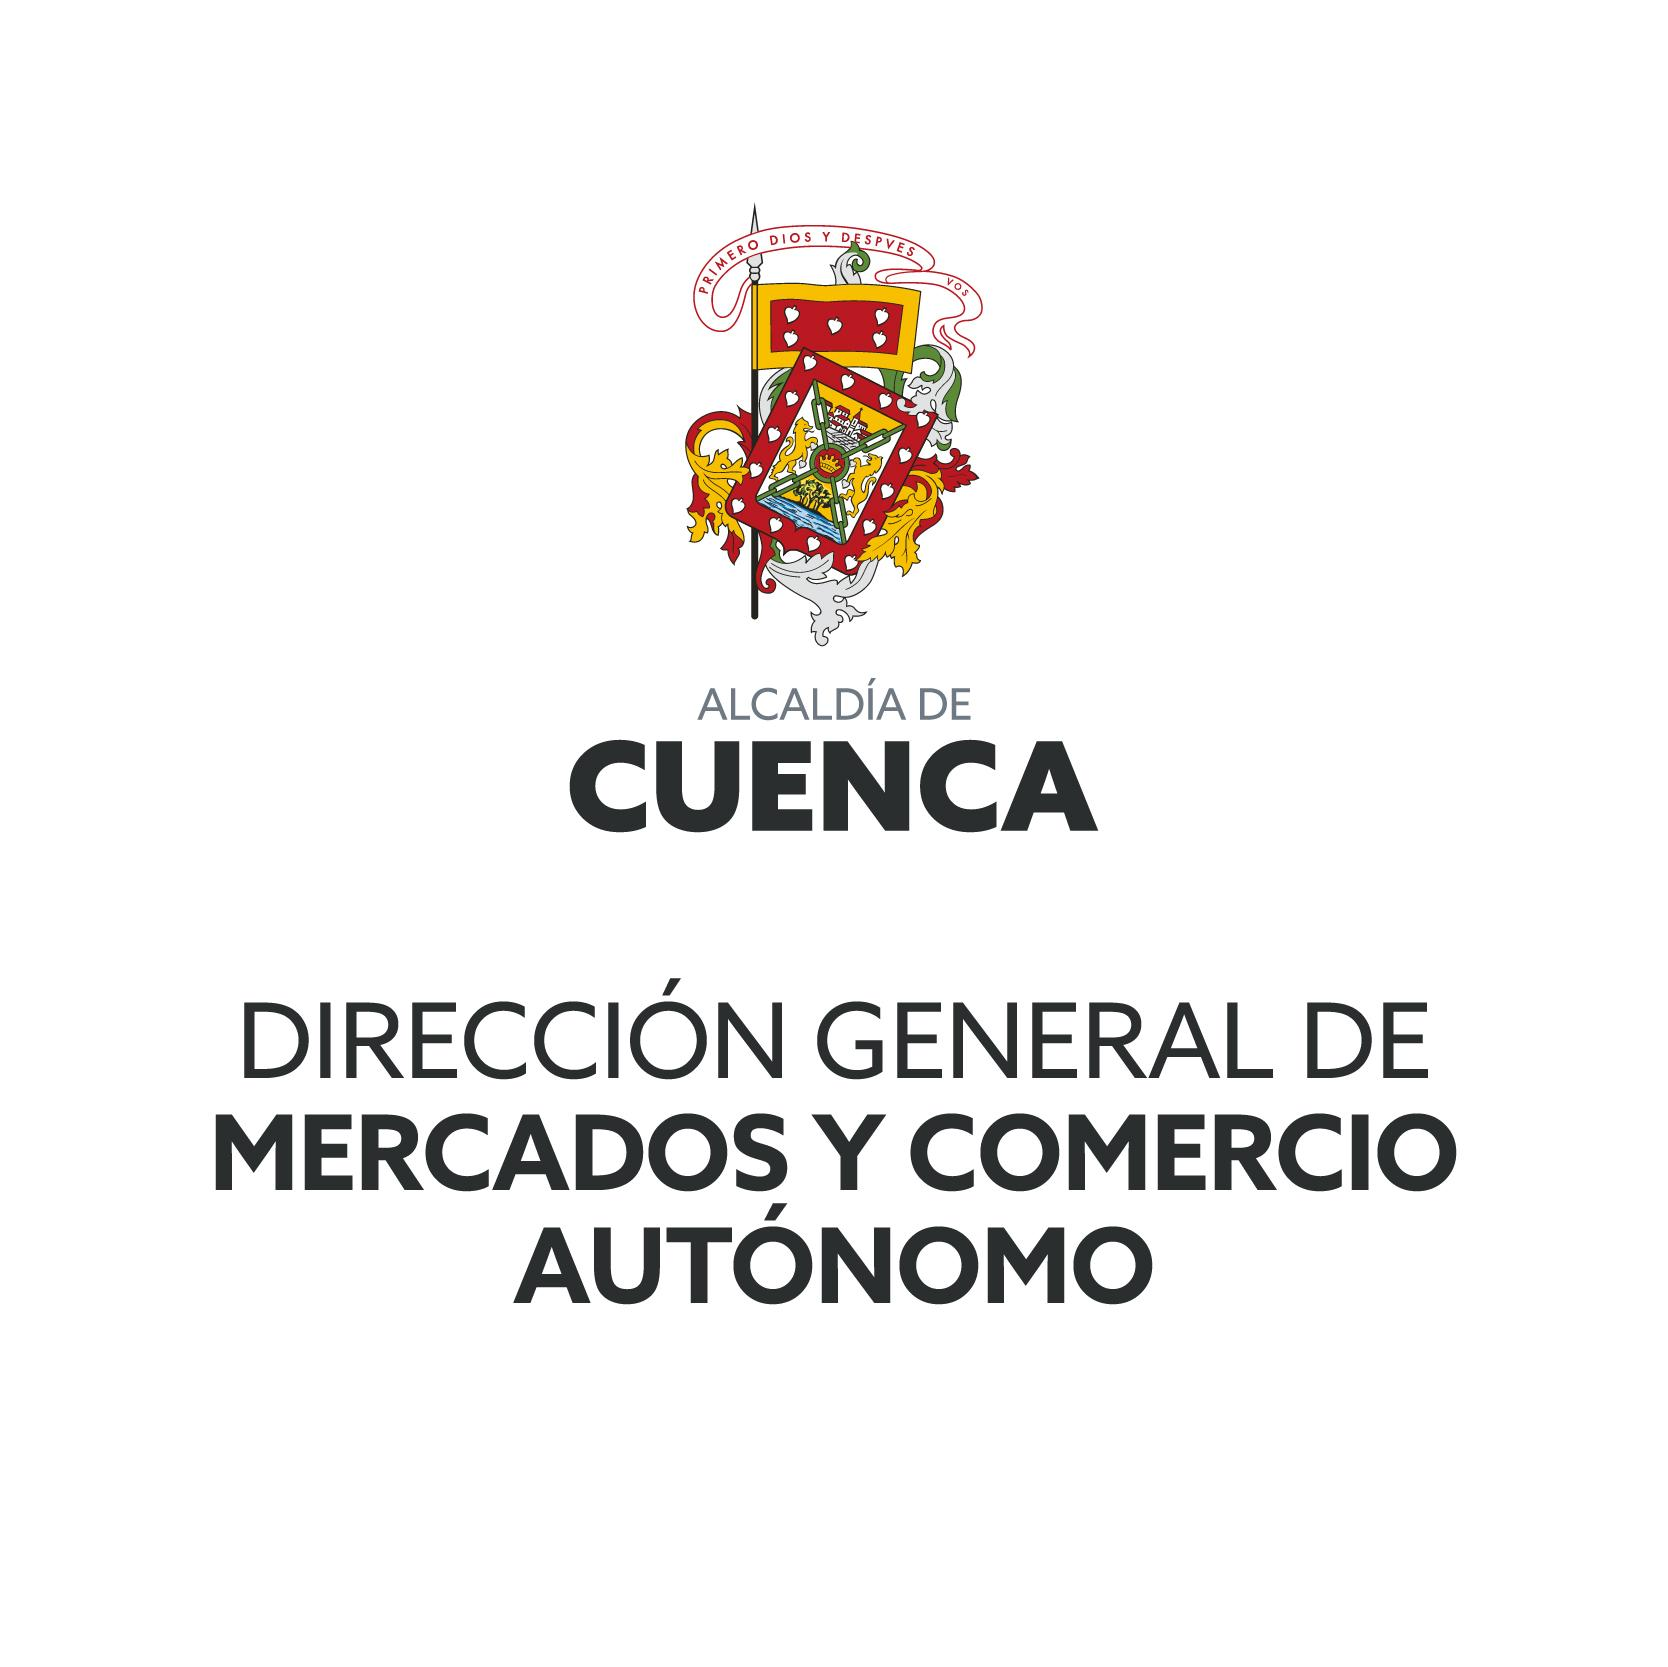 PRIMERO DIOS Y DESPVES VOS
ALCALDÍA DE
CUENCA
DIRECCIÓN GENERAL DE
MERCADOS Y COMERCIO
AUTÓNOMO